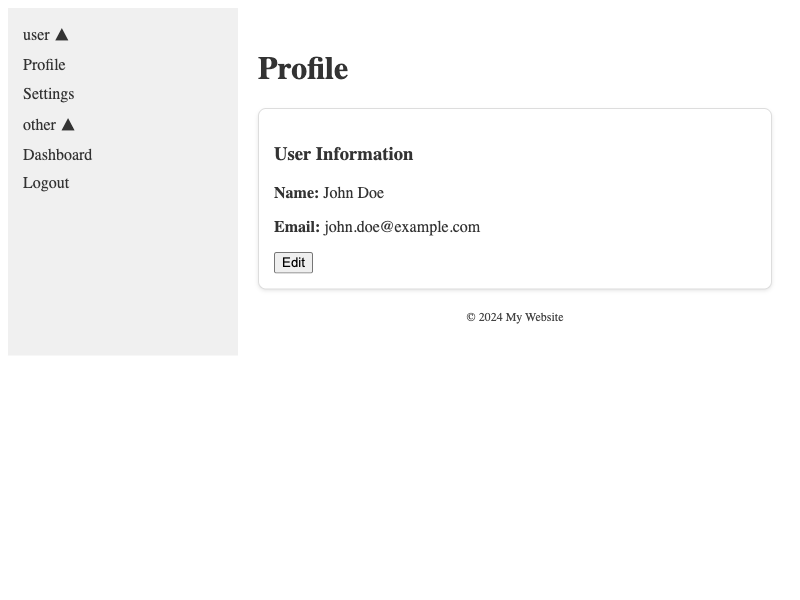 user ▲
Profile
Settings
other ▲
Dashboard
Logout
Profile
User Information
Name: John Doe
Email: john.doe@example.com
Edit
© 2024 My Website